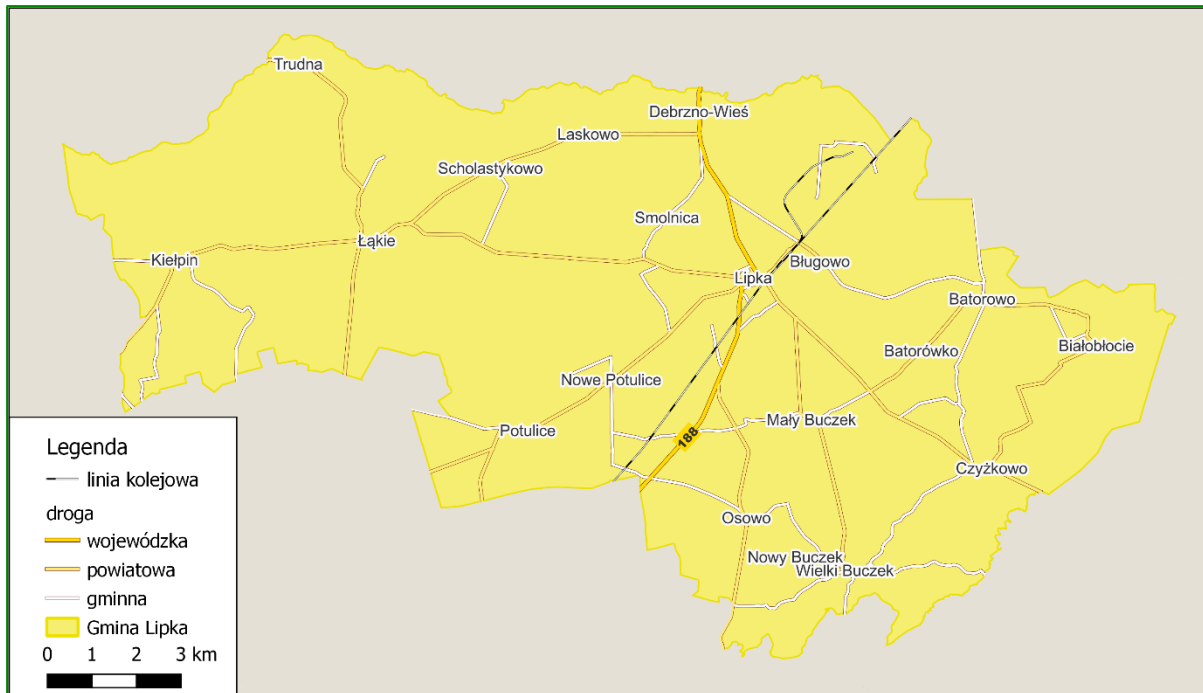 Trudna
Debrzno-Wieś
Laskowo
Scholastykowo
Smolnica
Łąkie
Kiełpin
Bługowo
Lipka
Batorowo
Białobłocie
Batorówko
Nowe Potulice
Mały Buczek
Potulice
188
Czyżkowo
Osowo
Nowy Buczek
Wielki Buczek
Legenda
linia kolejowa
droga
wojewódzka
powiatowa
gminna
Gmina Lipka
0 1 2 3 km